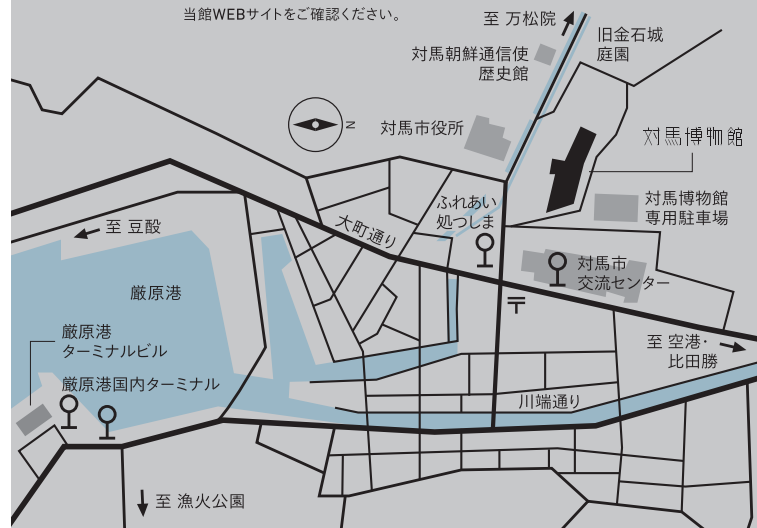 当館WEBサイトをご確認ください。
至 万松院
旧金石城
庭園
対馬朝鮮通信使
歴史館
対馬市役所
N
対馬博物館
ふれあい
処つしま
対馬博物館
専用駐車場
大町通り
至 豆酘
対馬市
交流センター
厳原港
〒
厳原港
ターミナルビル
至 空港・
比田勝
厳原港国内ターミナル
川端通り
至 漁火公園